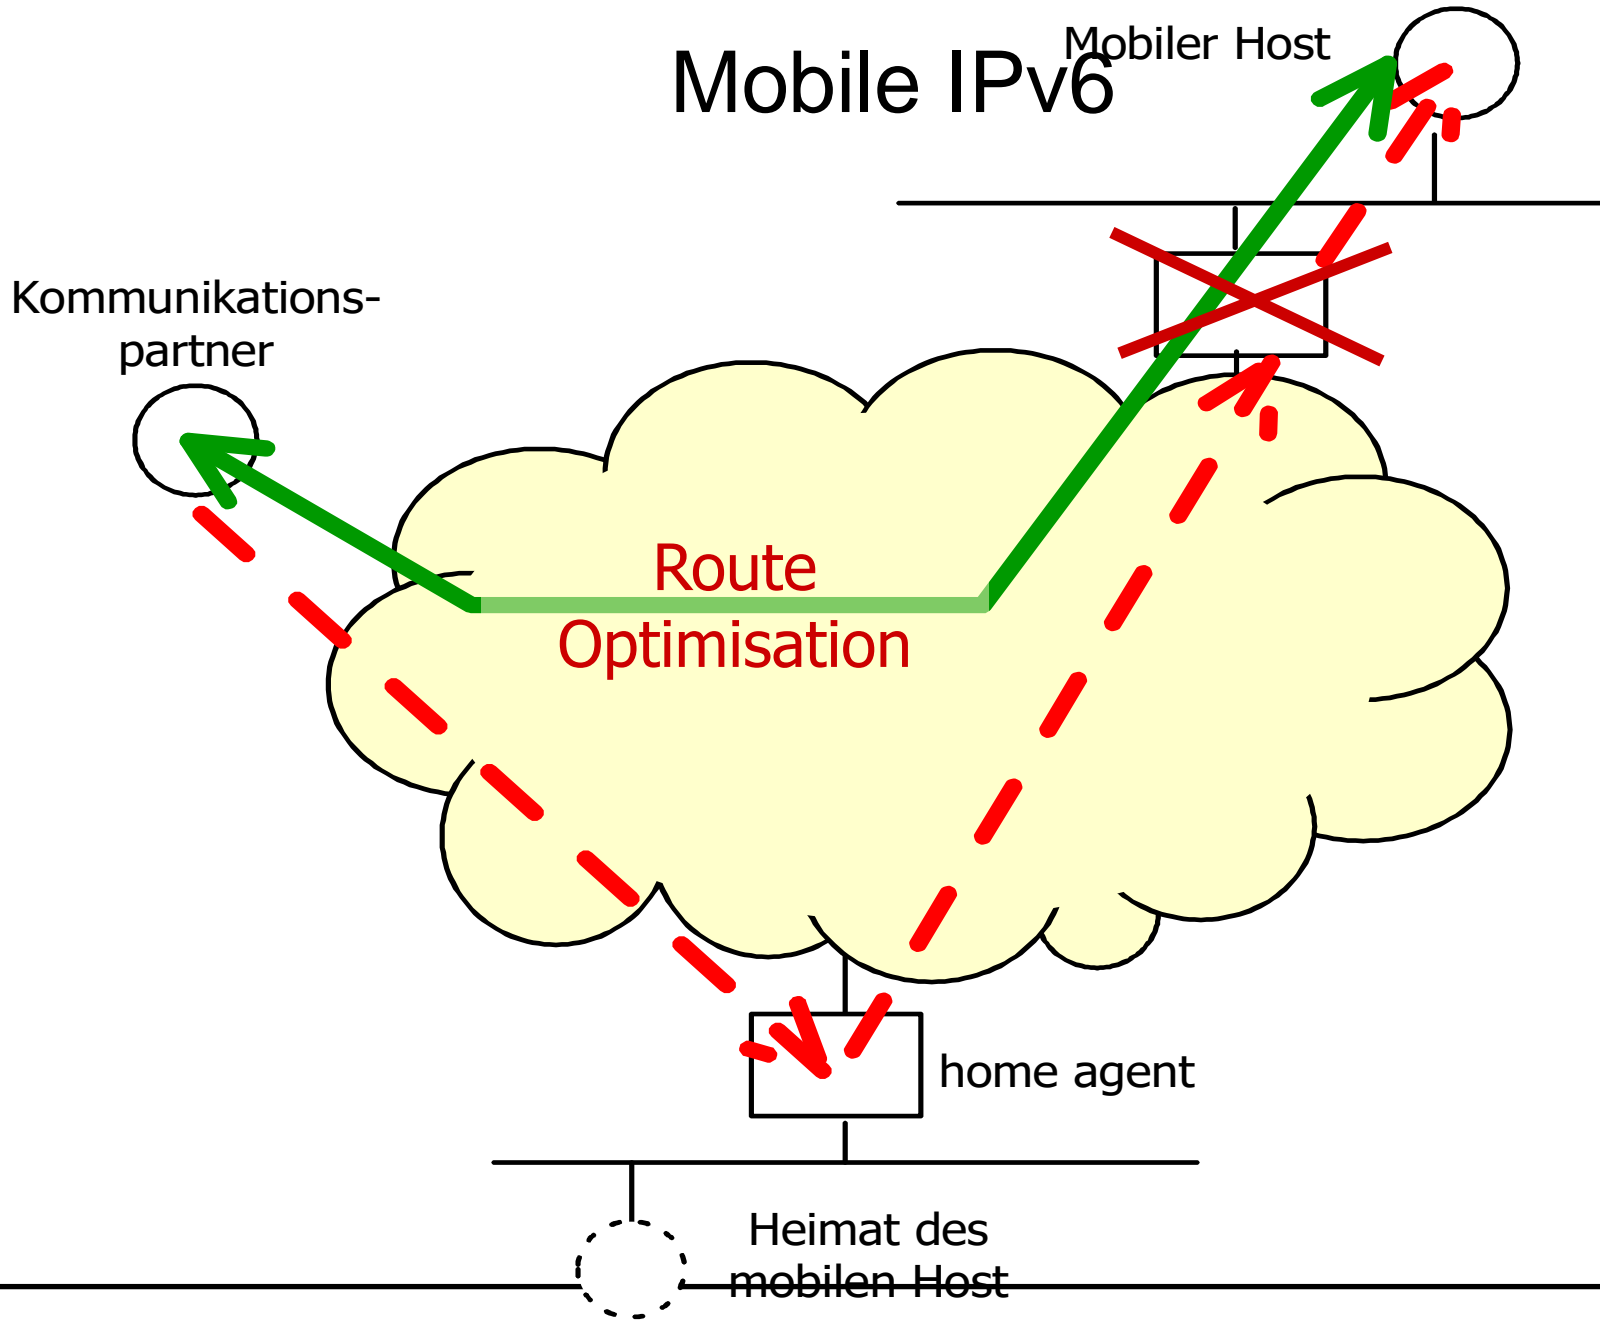 Mobiler Host
Mobile IPv6
Kommunikations-
partner
Route
Optimisation
home agent
Heimat des
mobilen Host